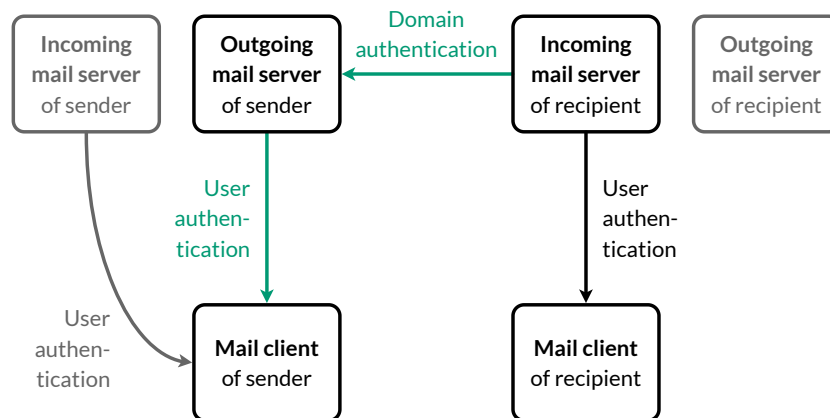 Incoming
mail server
of sender
Outgoing
mail server
of sender
Domain
authentication
Incoming
mail server
of recipient
Outgoing
mail server
of recipient
User
authen-
tication
User
authen-
tication
User
authen-
tication
Mail client
of sender
Mail client
of recipient